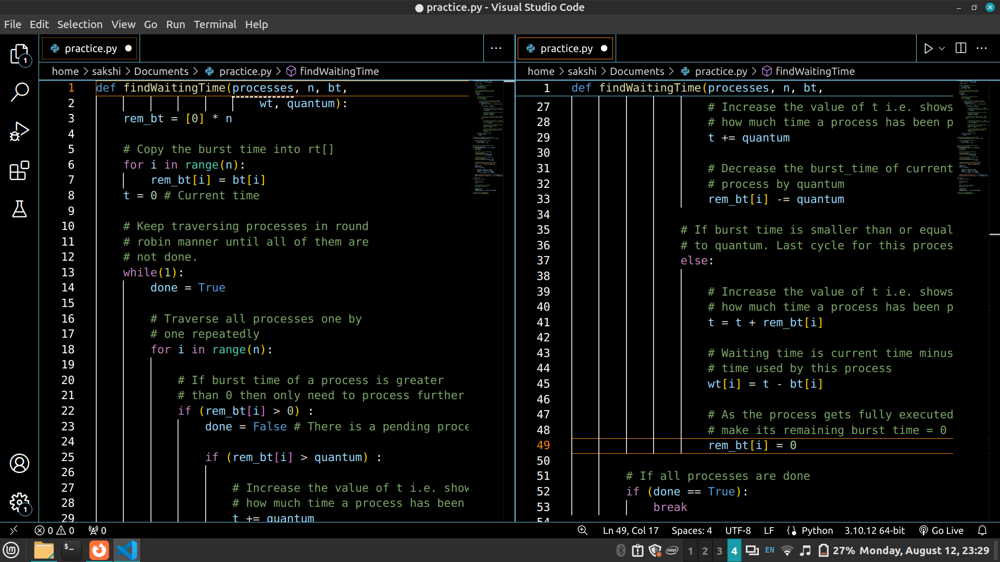 practice.py - Visual Studio Code
File Edit Selection View Go Run Terminal Help
practice.py
home > sakshi > Documents > practice.py > findWaitingTime
1 def findWaitingTime(processes, n, bt,
2 wt, quantum):
3 rem_bt = [0] * n
4
5 # Copy the burst time into rt[]
6 for i in range(n):
7 rem_bt[i] = bt[i]
8 t = 0 # Current time
9
10 # Keep traversing processes in round
11 # robin manner until all of them are
12 # not done.
13 while(1):
14 done = True
15
16 # Traverse all processes one by
17 # one repeatedly
18 for i in range(n):
19
20 # If burst time of a process is greater
21 # than 0 then only need to process further
22 if (rem_bt[i] > 0) :
23 done = False # There is a pending proce
24
25 if (rem_bt[i] > quantum) :
26
27 # Increase the value of t i.e. show
28 # how much time a process has been
29 t += quantum
practice.py
home > sakshi > Documents > practice.py > findWaitingTime
1 def findWaitingTime(processes, n, bt,
27 # Increase the value of t i.e. shows
28 # how much time a process has been p
29 t += quantum
30
31 # Decrease the burst_time of current
32 # process by quantum
33 rem_bt[i] -= quantum
34
35 # If burst time is smaller than or equal
36 # to quantum. Last cycle for this proces
37 else:
38
39 # Increase the value of t i.e. shows
40 # how much time a process has been p
41 t = t + rem_bt[i]
42
43 # Waiting time is current time minus
44 # time used by this process
45 wt[i] = t - bt[i]
46
47 # As the process gets fully executed
48 # make its remaining burst time = 0
49 rem_bt[i] = 0
50
51 # If all processes are done
52 if (done == True):
53 break
54
1
1
0 0 0
Ln 49, Col 17 Spaces: 4 UTF-8 LF Python 3.10.12 64-bit Go Live
intel 1 2 3 4 EN 27% Monday, August 12, 23:29